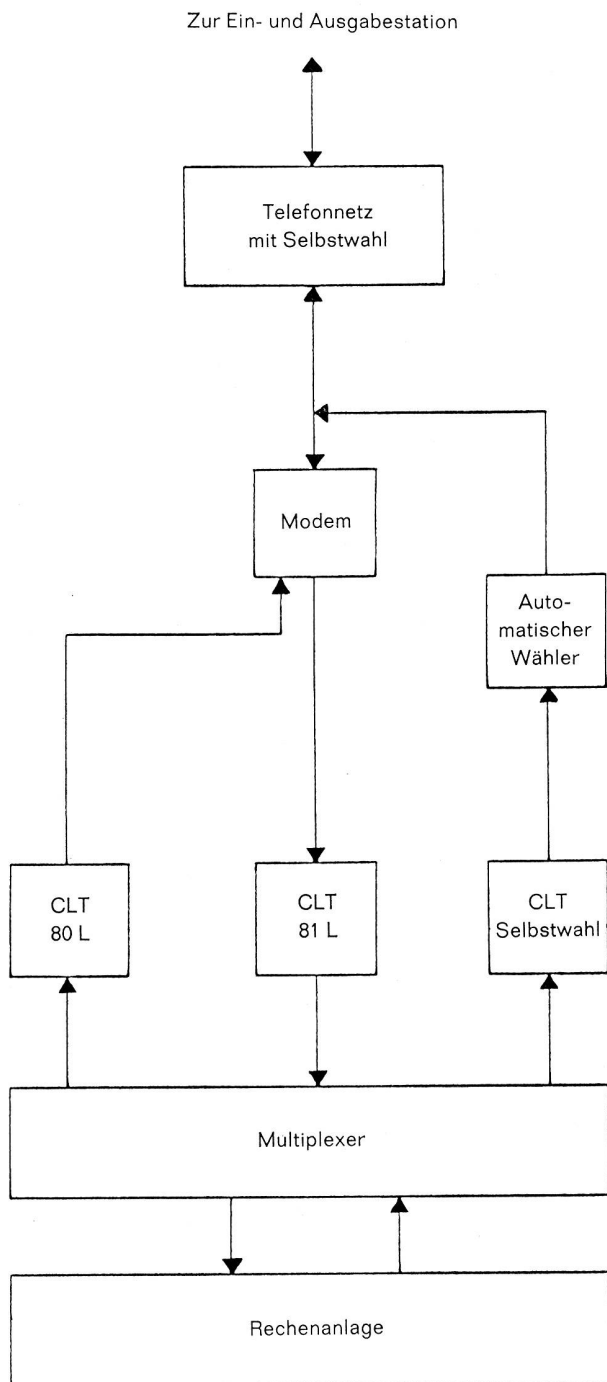 Zur Ein- und Ausgabestation
Telefonnetz
mit Selbstwahl
Modem
Auto-
matischer
Wähler
CLT
80 L
CLT
81 L
CLT
Selbstwahl
Multiplexer
Rechenanlage